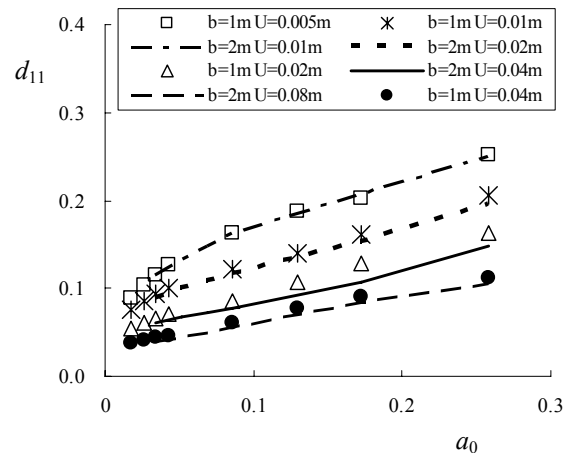 0.4
d11
0.3
0.2
0.1
0.0
b=1m U=0.005m b=1m U=0.01m
b=2m U=0.01m b=2m U=0.02m
b=1m U=0.02m b=2m U=0.04m
b=2m U=0.08m b=1m U=0.04m
0 0.1 0.2 0.3
a0